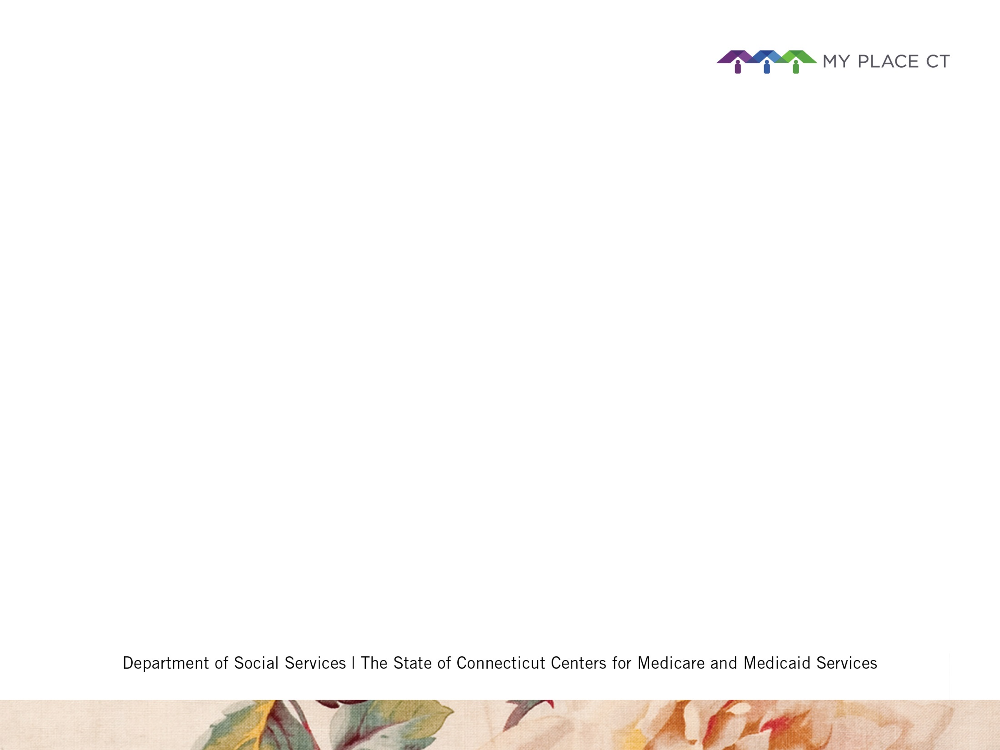 MY PLACE CT
Department of Social Services | The State of Connecticut Centers for Medicare and Medicaid Services